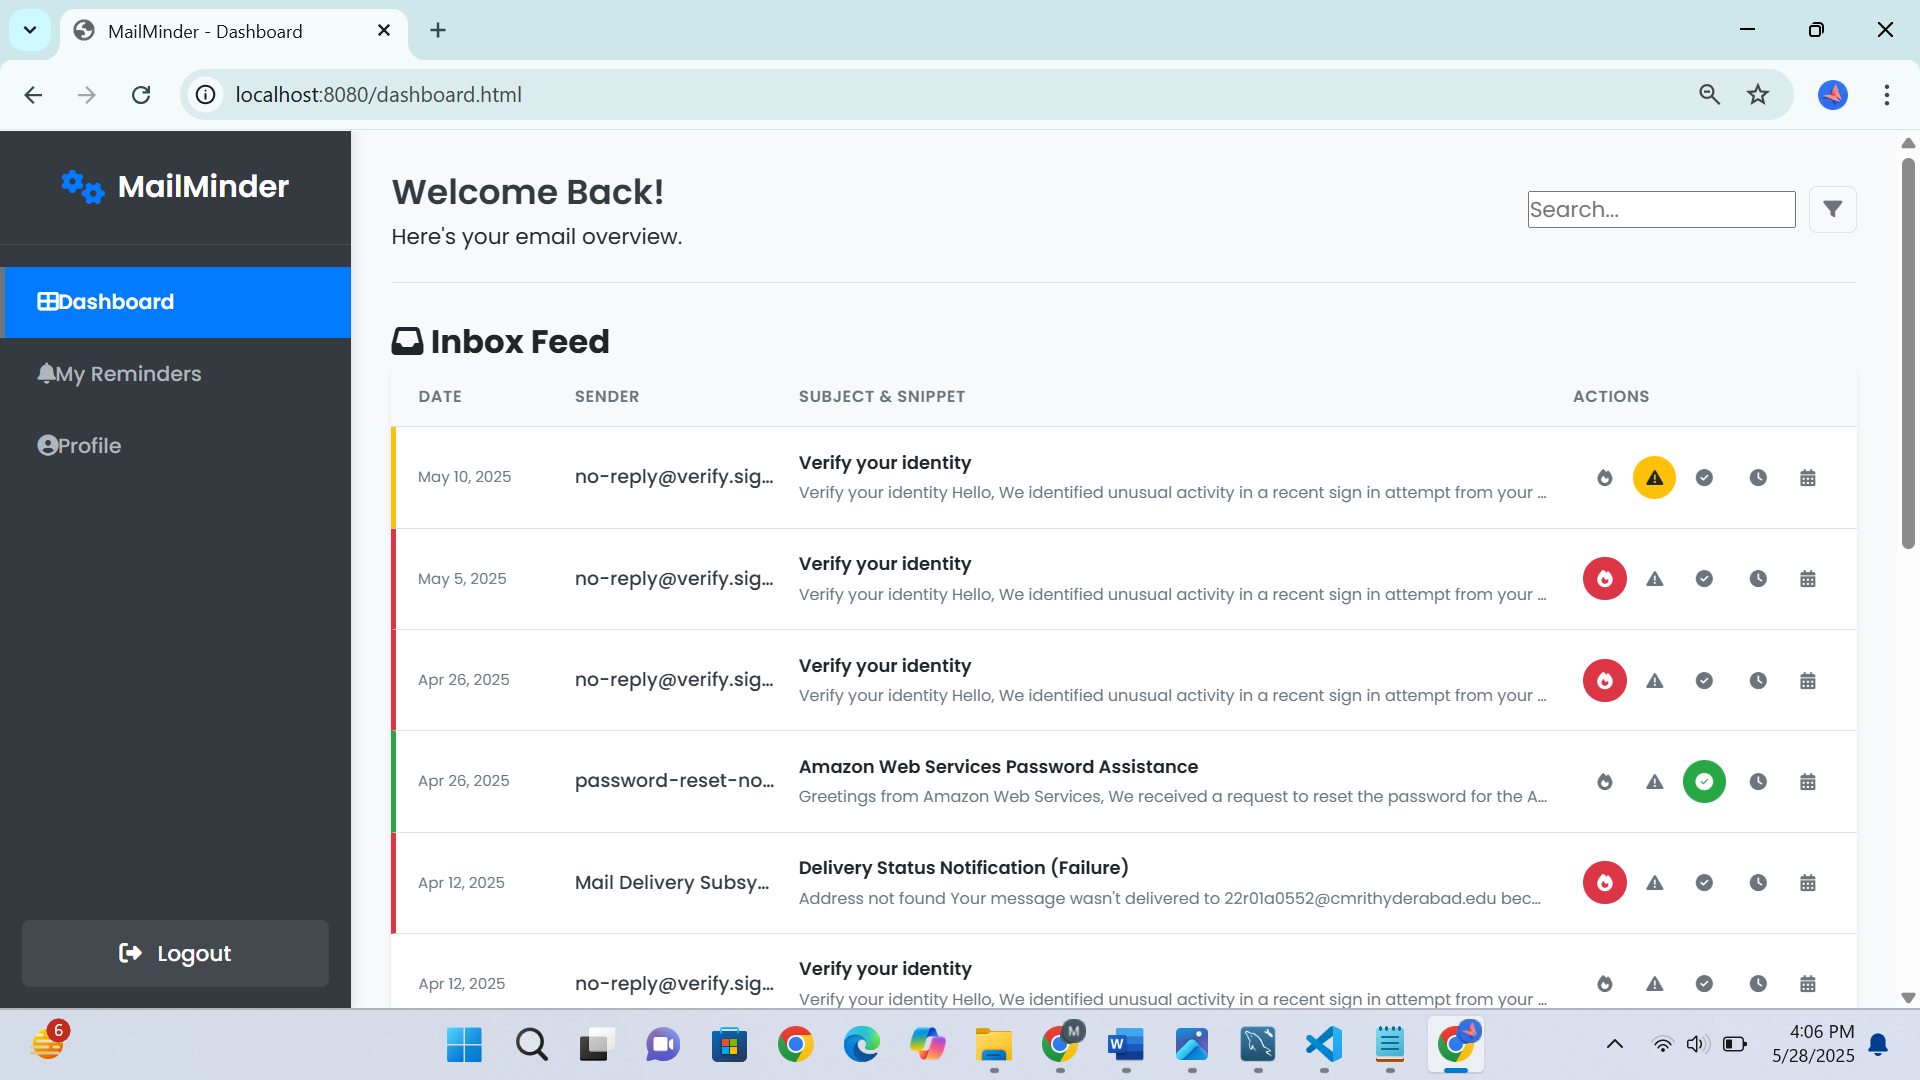 MailMinder - Dashboard
localhost:8080/dashboard.html
MailMinder
Dashboard
My Reminders
Profile
Logout
Welcome Back!
Here's your email overview.
Search...
Inbox Feed
DATE SENDER SUBJECT & SNIPPET ACTIONS
May 10, 2025 no-reply@verify.sig... Verify your identity
Verify your identity Hello, We identified unusual activity in a recent sign in attempt from your ...
May 5, 2025 no-reply@verify.sig... Verify your identity
Verify your identity Hello, We identified unusual activity in a recent sign in attempt from your ...
Apr 26, 2025 no-reply@verify.sig... Verify your identity
Verify your identity Hello, We identified unusual activity in a recent sign in attempt from your ...
Apr 26, 2025 password-reset-no... Amazon Web Services Password Assistance
Greetings from Amazon Web Services, We received a request to reset the password for the A...
Apr 12, 2025 Mail Delivery Subsy... Delivery Status Notification (Failure)
Address not found Your message wasn't delivered to 22r01a0552@cmrithyderabad.edu bec...
Apr 12, 2025 no-reply@verify.sig... Verify your identity
Verify your identity Hello, We identified unusual activity in a recent sign in attempt from your ...
6
M
W
4:06 PM
5/28/2025